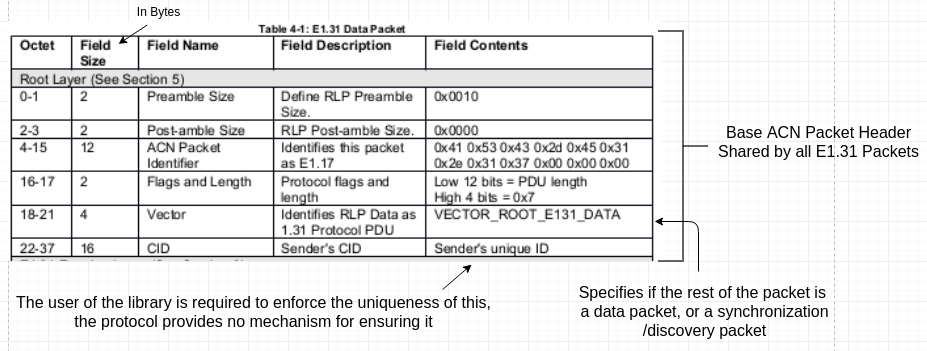 In Bytes
Table 4-1: E1.31 Data Packet
Octet Field Size Field Name Field Description Field Contents
Root Layer (See Section 5)
0-1 2 Preamble Size Define RLP Preamble Size. 0x0010
2-3 2 Post-amble Size RLP Post-amble Size. 0x0000
4-15 12 ACN Packet Identifier Identifies this packet as E1.17 0x41 0x53 0x43 0x2d 0x45 0x31 0x2e 0x31 0x37 0x00 0x00 0x00
16-17 2 Flags and Length Protocol flags and length Low 12 bits = PDU length High 4 bits = 0x7
18-21 4 Vector Identifies RLP Data as 1.31 Protocol PDU VECTOR_ROOT_E131_DATA
22-37 16 CID Sender's CID Sender's unique ID
Base ACN Packet Header
Shared by all E1.31 Packets
The user of the library is required to enforce the uniqueness of this,
the protocol provides no mechanism for ensuring it
Specifies if the rest of the packet is
a data packet, or a synchronization
/discovery packet